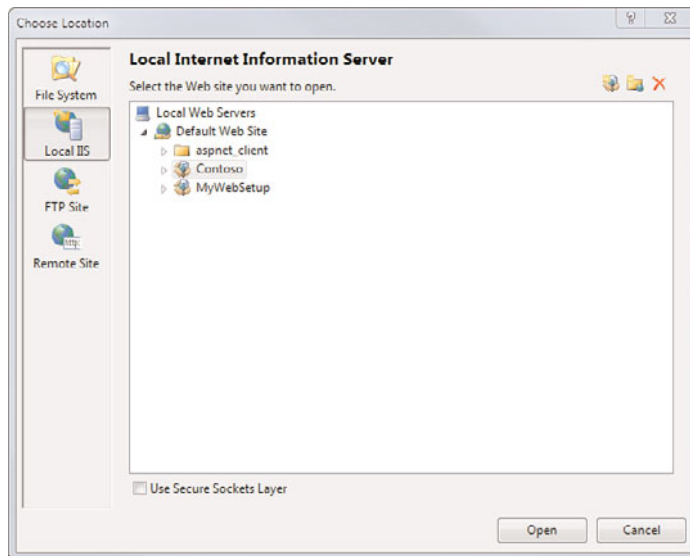 Choose Location
File System
Local IIS
FTP Site
Remote Site
Local Internet Information Server
Select the Web site you want to open.
Local Web Servers
Default Web Site
aspnet_client
Contoso
MyWebSetup
Use Secure Sockets Layer
Open
Cancel